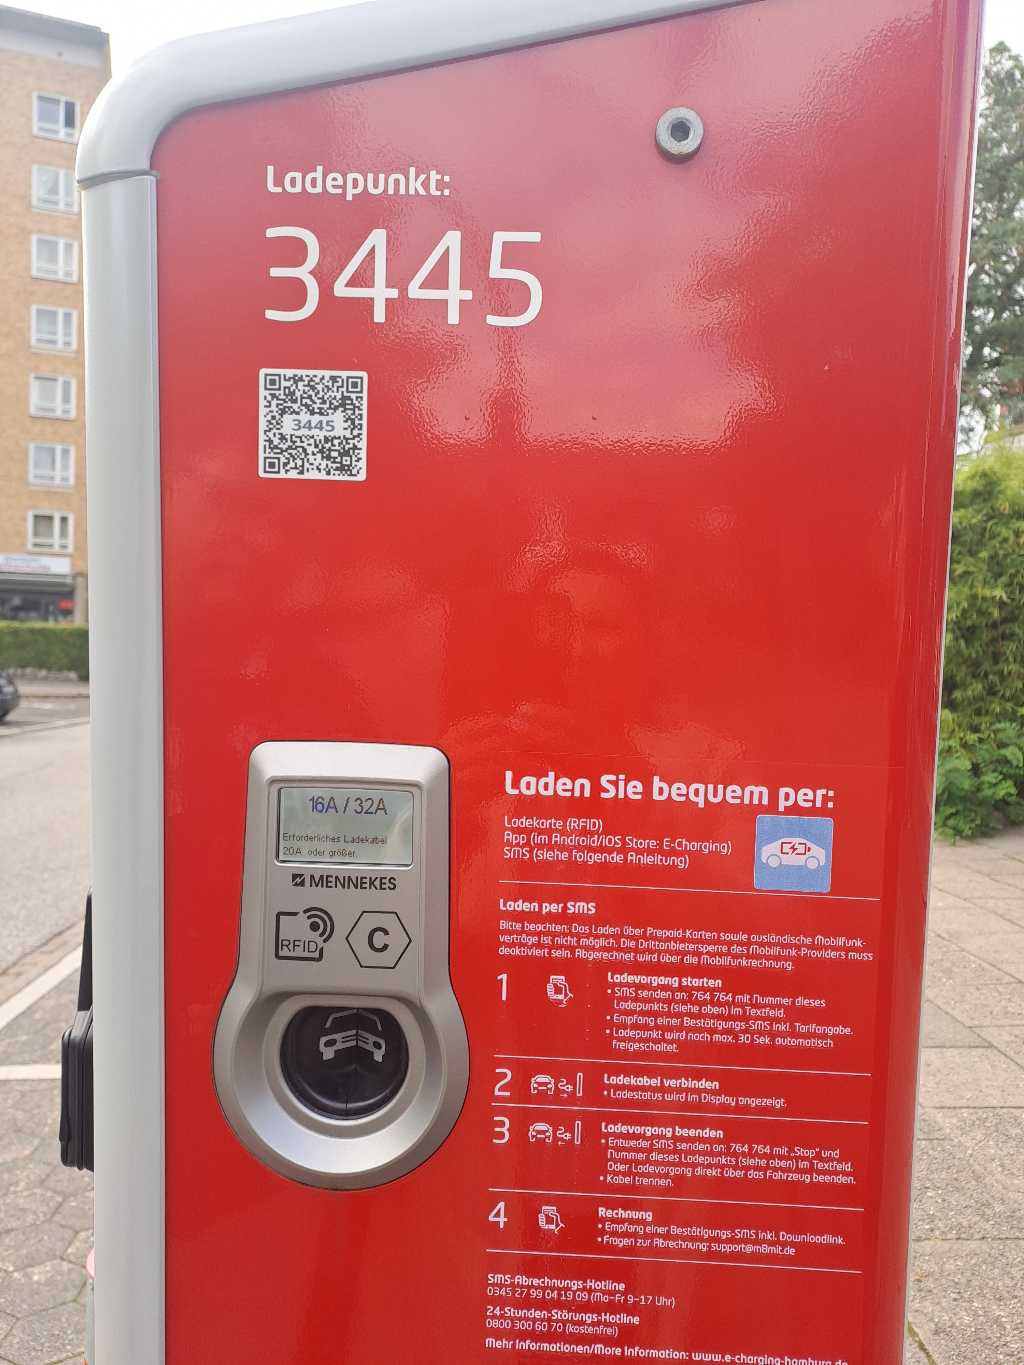 Ladepunkt:
3445
3445
16A / 32A
Erforderliches Ladekabel
20A oder größer.
MENNEKES
RFID
C
Laden Sie bequem per:
Ladekarte (RFID)
App (im Android/iOS Store: E-Charging)
SMS (siehe folgende Anleitung)
Laden per SMS
Bitte beachten: Das Laden über Prepaid-Karten sowie ausländische Mobilfunk-
verträge ist nicht möglich. Die Drittanbietersperre des Mobilfunk-Providers muss
deaktiviert sein. Abgerechnet wird über die Mobilfunkrechnung.
1
Ladevorgang starten
• SMS senden an: 764 764 mit Nummer dieses
Ladepunkts (siehe oben) im Textfeld.
• Empfang einer Bestätigungs-SMS inkl. Tarifangabe.
• Ladepunkt wird nach max. 30 Sek. automatisch
freigeschaltet.
2
Ladekabel verbinden
• Ladestatus wird im Display angezeigt.
3
Ladevorgang beenden
• Entweder SMS senden an: 764 764 mit „Stop“ und
Nummer dieses Ladepunkts (siehe oben) im Textfeld.
Oder Ladevorgang direkt über das Fahrzeug beenden.
• Kabel trennen.
4
Rechnung
• Empfang einer Bestätigungs-SMS inkl. Downloadlink.
• Fragen zur Abrechnung: support@m8mit.de
SMS-Abrechnungs-Hotline
0345 27 99 04 19 09 (Mo–Fr 9–17 Uhr)
24-Stunden-Störungs-Hotline
0800 300 60 70 (kostenfrei)
Mehr Informationen/More Information: www.e-charging-hamburg.de